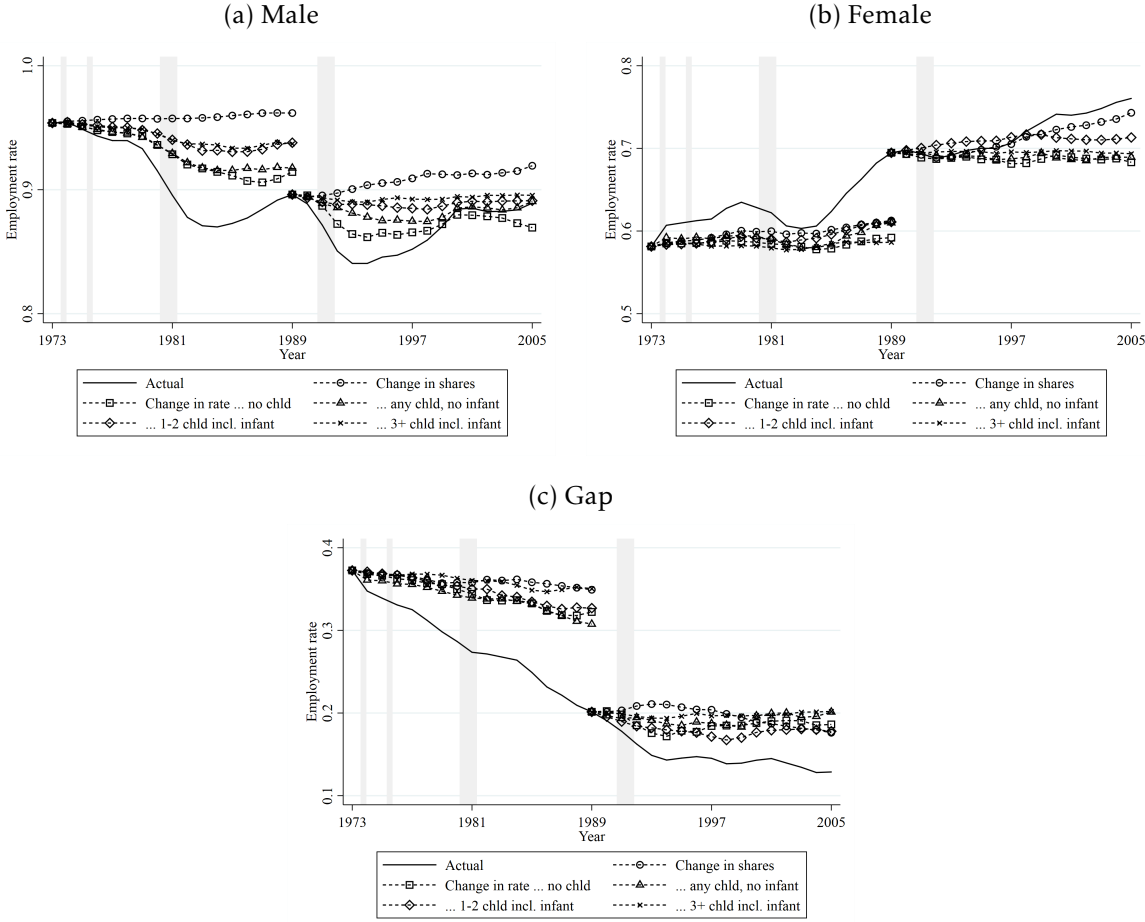 (a) Male
(b) Female
1.0
0.9
0.8
Employment rate
1973 1981 1989 1997 2005
Year
Actual Change in shares
Change in rate ... no chld ... any chld, no infant
... 1-2 chld incl. infant ... 3+ chld incl. infant
0.8
0.7
0.6
0.5
Employment rate
1973 1981 1989 1997 2005
Year
Actual Change in shares
Change in rate ... no chld ... any chld, no infant
... 1-2 chld incl. infant ... 3+ chld incl. infant
(c) Gap
0.4
0.3
0.2
0.1
Employment rate
1973 1981 1989 1997 2005
Year
Actual Change in shares
Change in rate ... no chld ... any chld, no infant
... 1-2 chld incl. infant ... 3+ chld incl. infant